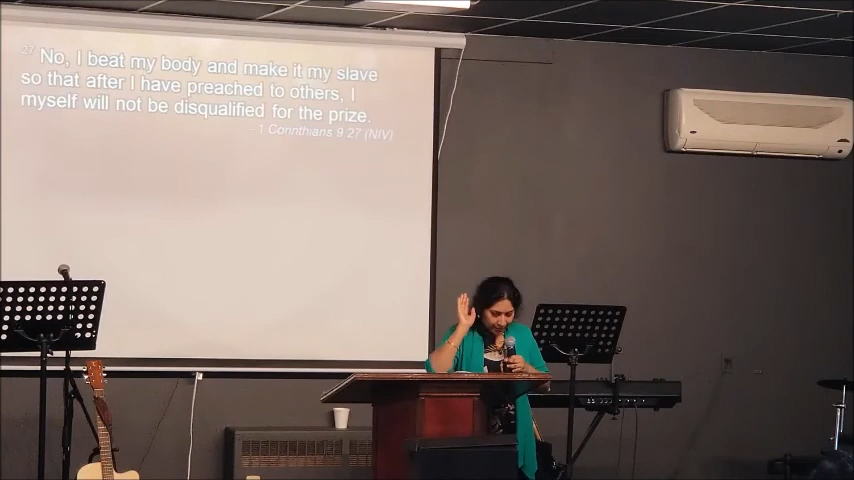 27 No, I beat my body and make it my slave
so that after I have preached to others, I
myself will not be disqualified for the prize.
- 1 Corinthians 9:27 (NIV)